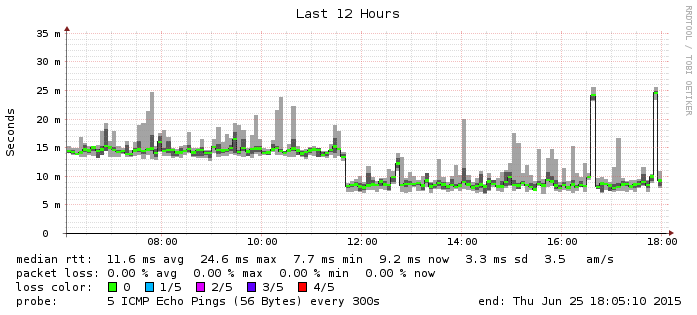 Last 12 Hours
RRDTOOL / TOBI OETIKER
Seconds
35 m
30 m
25 m
20 m
15 m
10 m
5 m
0
08:00 10:00 12:00 14:00 16:00 18:00
median rtt: 11.6 ms avg 24.6 ms max 7.7 ms min 9.2 ms now 3.3 ms sd 3.5 am/s
packet loss: 0.00 % avg 0.00 % max 0.00 % min 0.00 % now
loss color: 0 1/5 2/5 3/5 4/5
probe: 5 ICMP Echo Pings (56 Bytes) every 300s end: Thu Jun 25 18:05:10 2015